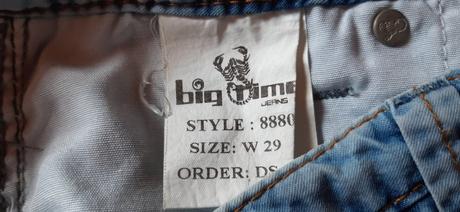 big Time
JEANS
STYLE : 8880
SIZE: W 29
ORDER: DS